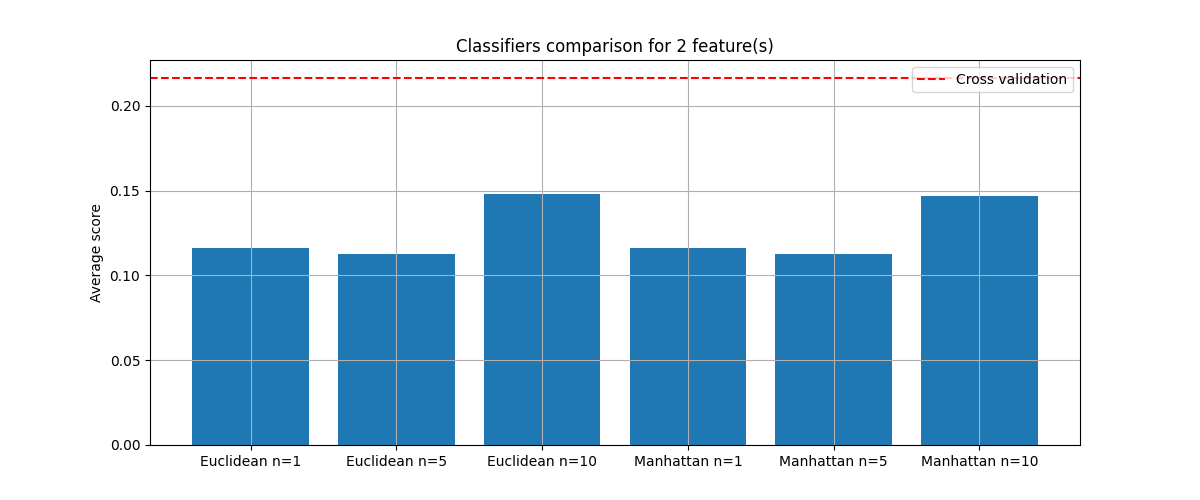 Classifiers comparison for 2 feature(s)
Cross validation
Average score
0.20
0.15
0.10
0.05
0.00
Euclidean n=1
Euclidean n=5
Euclidean n=10
Manhattan n=1
Manhattan n=5
Manhattan n=10